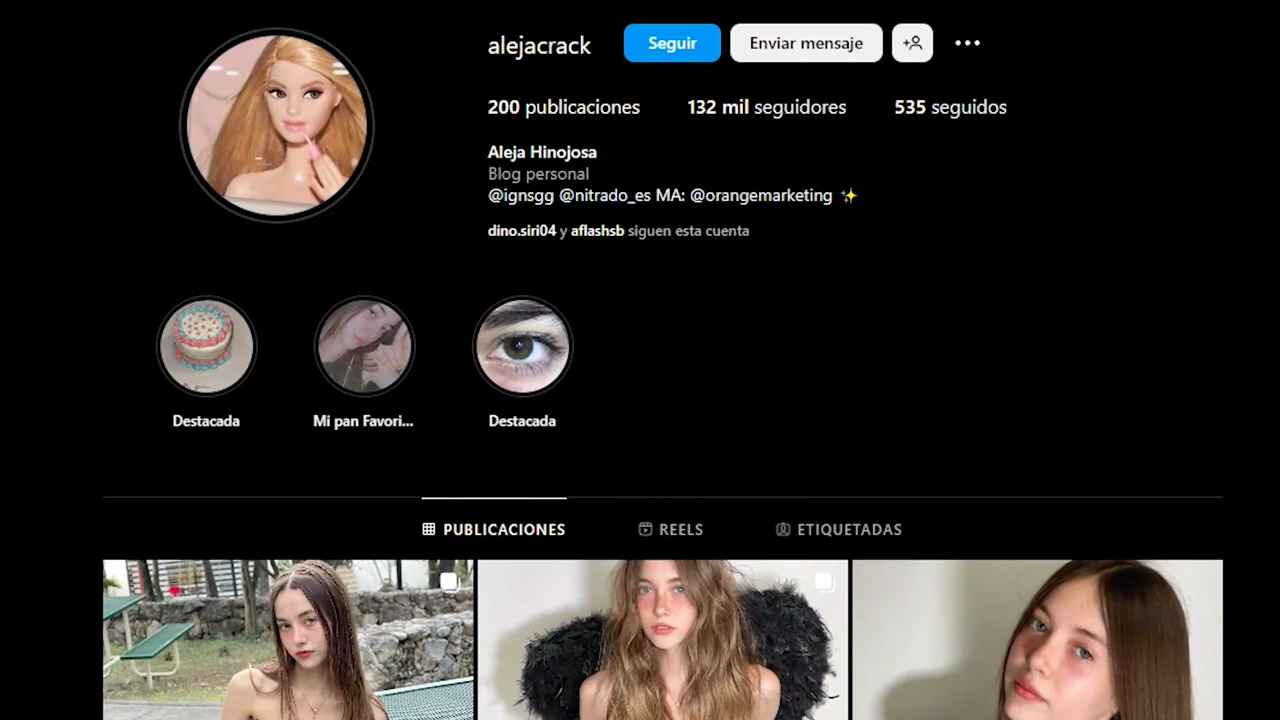 alejacrack Seguir Enviar mensaje
200 publicaciones 132 mil seguidores 535 seguidos
Aleja Hinojosa
Blog personal
@ignsgg @nitrado_es MA: @orangemarketing ✨
dino.siri04 y aflashsb siguen esta cuenta
Destacada Mi pan Favori... Destacada
PUBLICACIONES REELS ETIQUETADAS